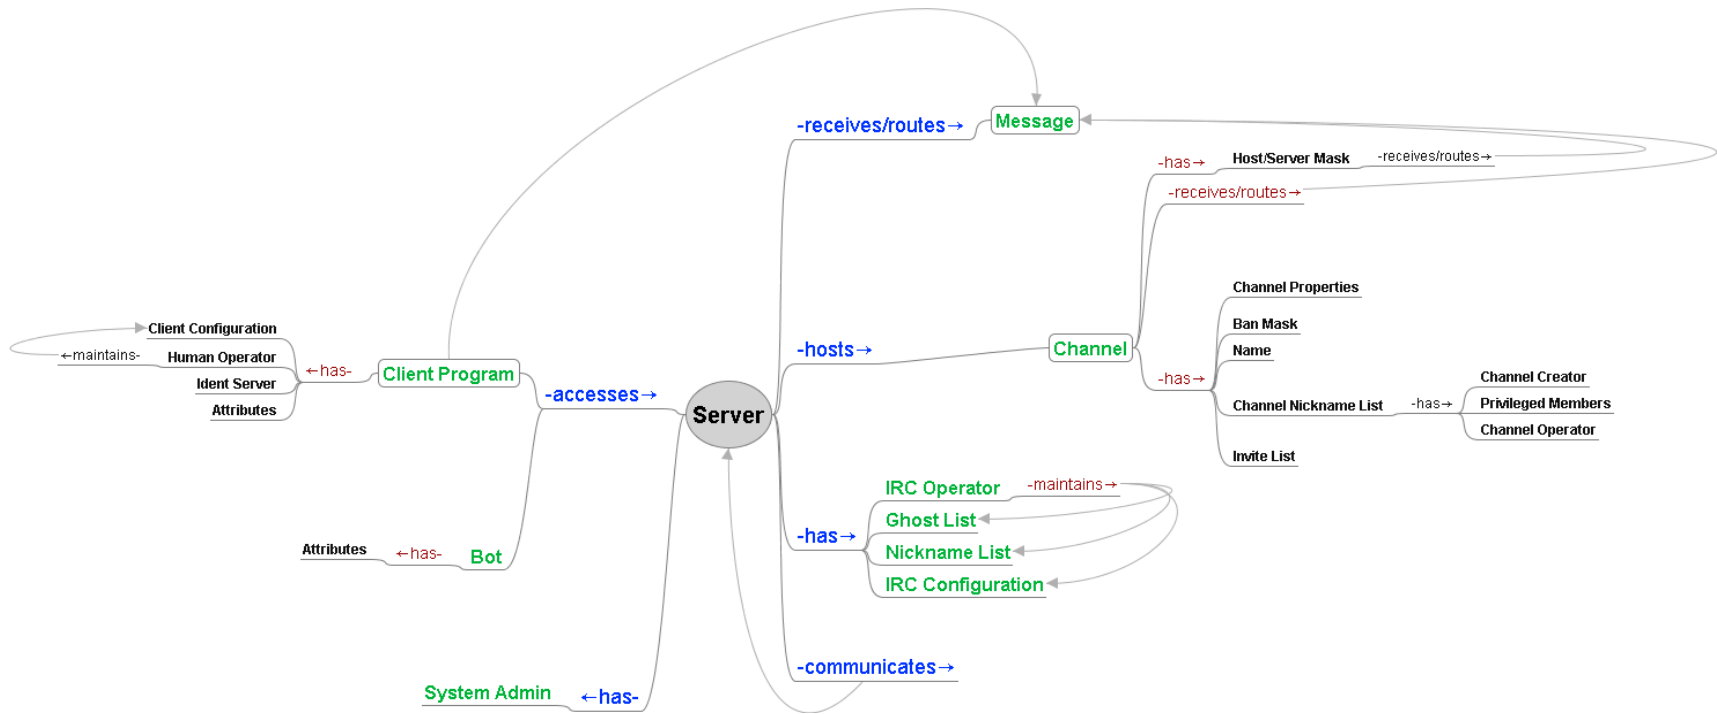 -receives/routes→
Message
-has→
Host/Server Mask
-receives/routes→
-receives/routes→
Channel Properties
Ban Mask
Name
-hosts→
Channel
-has→
Channel Nickname List
-has→
Channel Creator
Privileged Members
Channel Operator
Invite List
Client Configuration
←maintains-
Human Operator
Ident Server
Attributes
←has-
Client Program
-accesses→
Server
IRC Operator
-maintains→
Ghost List
-has→
Nickname List
IRC Configuration
Attributes
←has-
Bot
-communicates→
System Admin
←has-